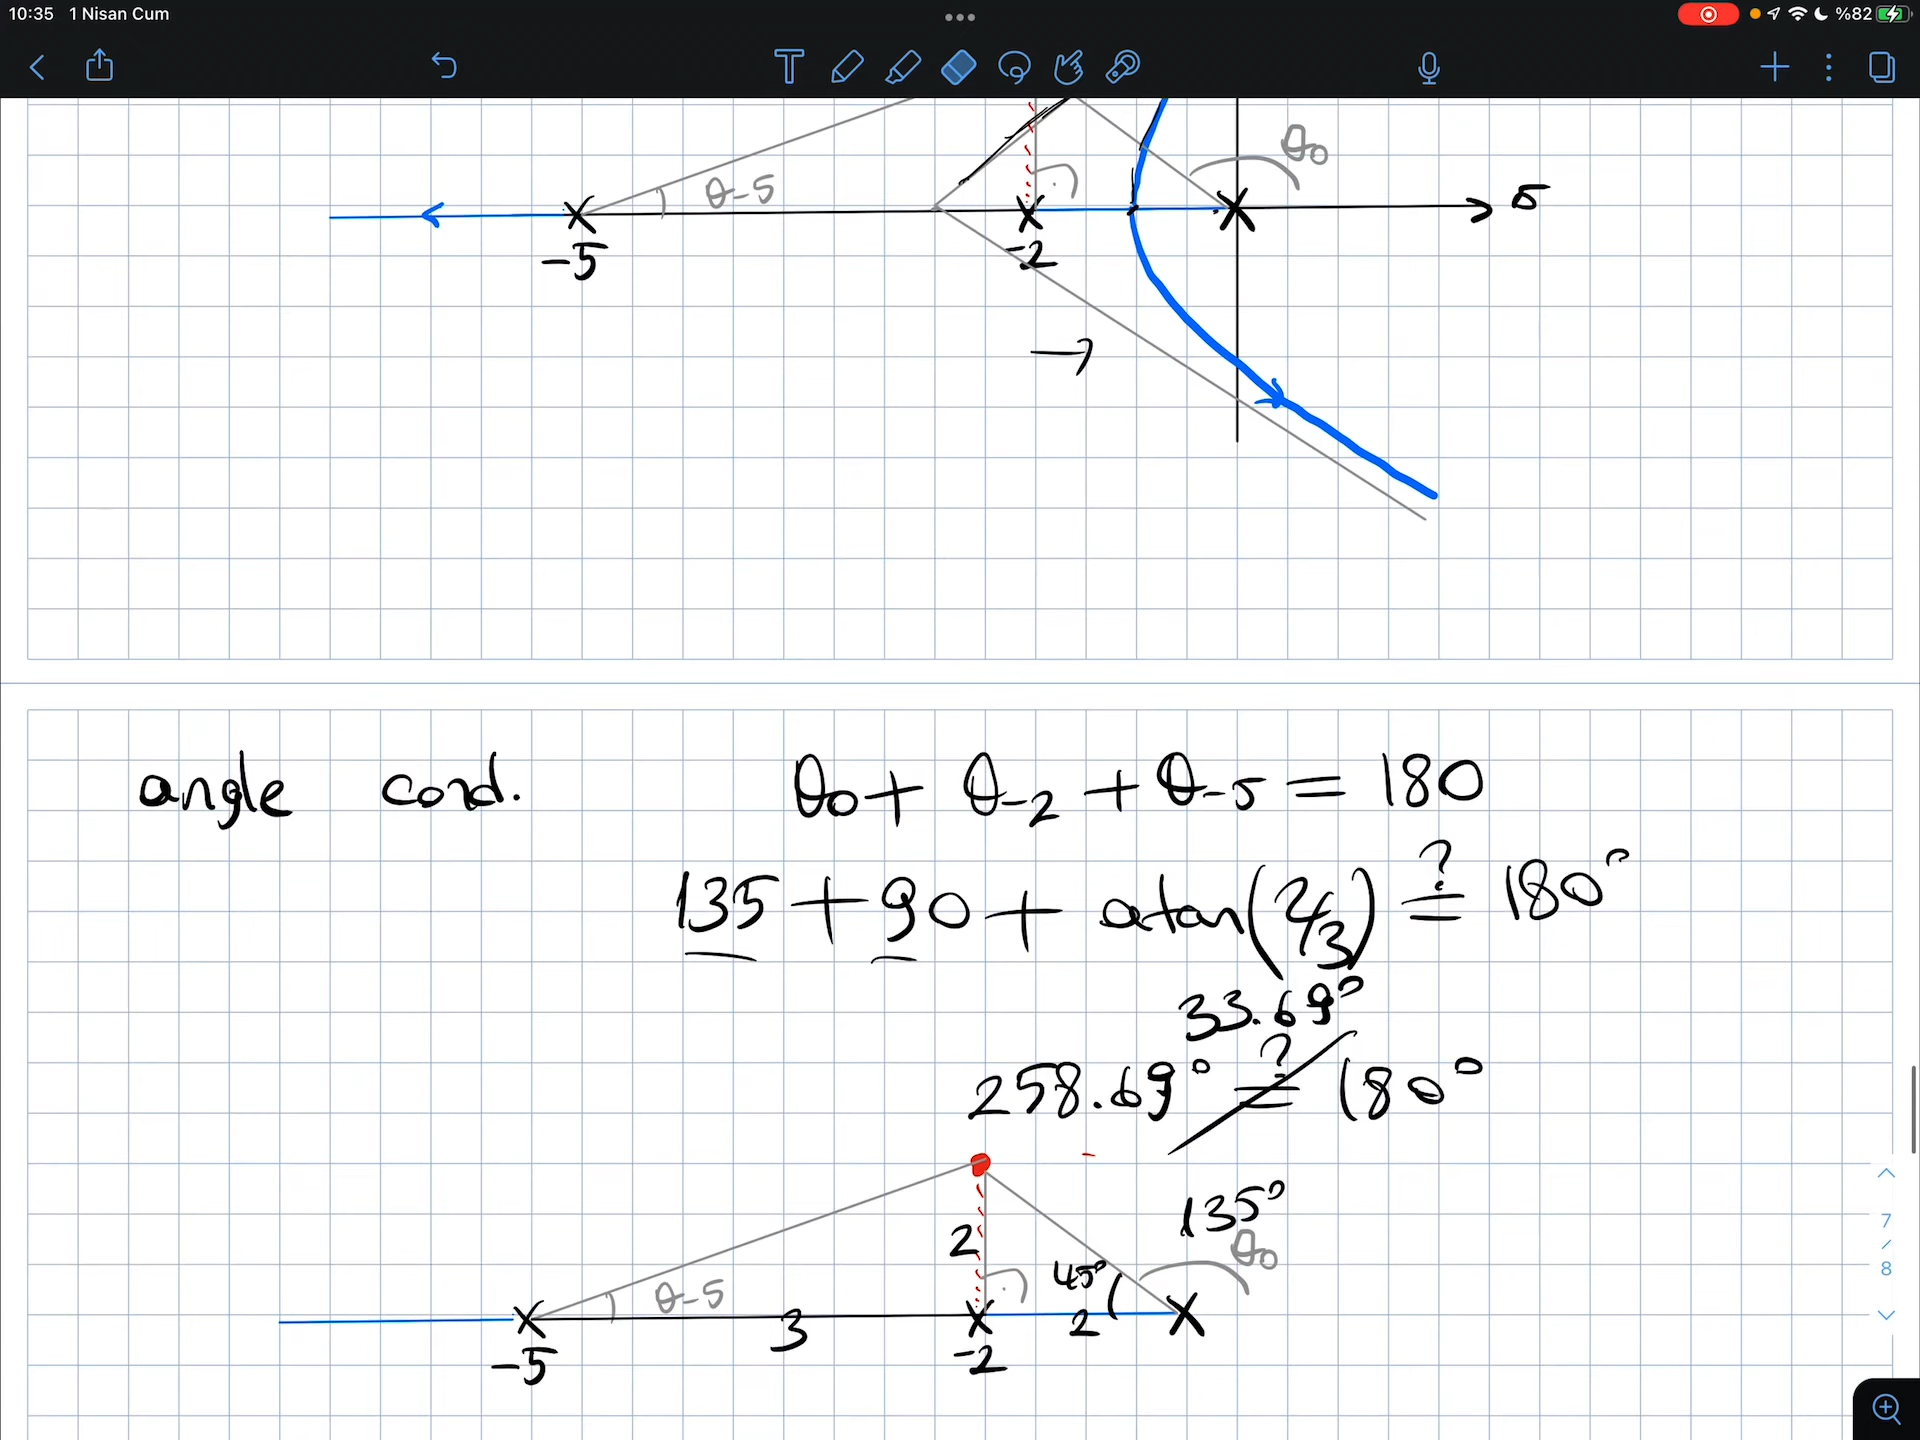 10:35 1 Nisan Cum
%82
θ-5
θ0
σ
-5
-2
angle cond. θ0 + θ-2 + θ-5 = 180
135 + 90 + atan(2/3) ?= 180°
33.69°
258.69° ?= 180°
135°
θ0
2
45°
θ-5
3
2
-5
-2
7
/
8